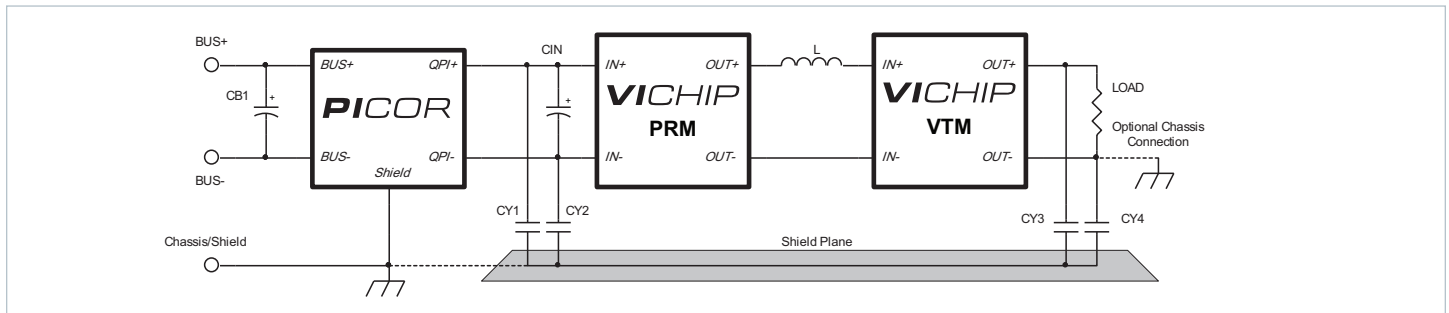 BUS+
CB1
+
BUS-
BUS+
QPI+
PICOR
BUS-
QPI-
Shield
CIN
+
IN+
OUT+
VICHIP
PRM
IN-
OUT-
L
IN+
OUT+
VICHIP
VTM
IN-
OUT-
LOAD
Optional Chassis
Connection
CY1
CY2
CY3
CY4
Chassis/Shield
Shield Plane